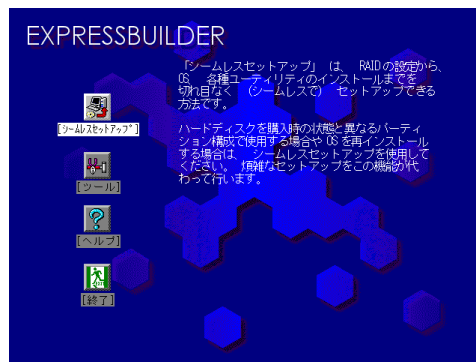 EXPRESSBUILDER
「シームレスセットアップ」 は、 RAIDの設定から、
OS、 各種ユーティリティのインストールまでを
切れ目なく (シームレスで) セットアップできる
方法です。
ハードディスクを購入時の状態と異なるパーティ
ション構成で使用する場合や OSを再インストール
する場合は、 シームレスセットアップを使用して
ください。 煩雑なセットアップをこの機能が代
わって行います。
[シームレスセットアップ]
[ツール]
[ヘルプ]
[終了]